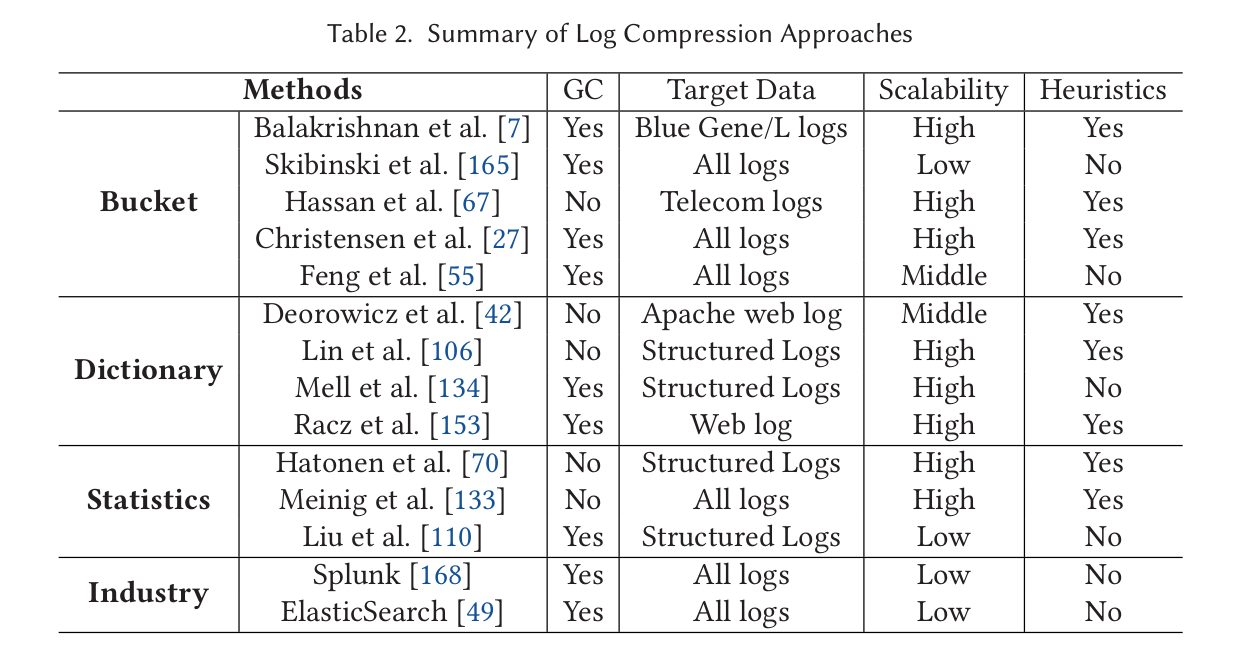 Table 2. Summary of Log Compression Approaches
Methods GC Target Data Scalability Heuristics
Bucket
Balakrishnan et al. [7] Yes Blue Gene/L logs High Yes
Skibinski et al. [165] Yes All logs Low No
Hassan et al. [67] No Telecom logs High Yes
Christensen et al. [27] Yes All logs High Yes
Feng et al. [55] Yes All logs Middle No
Dictionary
Deorowicz et al. [42] No Apache web log Middle Yes
Lin et al. [106] No Structured Logs High Yes
Mell et al. [134] Yes Structured Logs High No
Racz et al. [153] Yes Web log High Yes
Statistics
Hatonen et al. [70] No Structured Logs High Yes
Meinig et al. [133] No All logs High Yes
Liu et al. [110] Yes Structured Logs Low No
Industry
Splunk [168] Yes All logs Low No
ElasticSearch [49] Yes All logs Low No